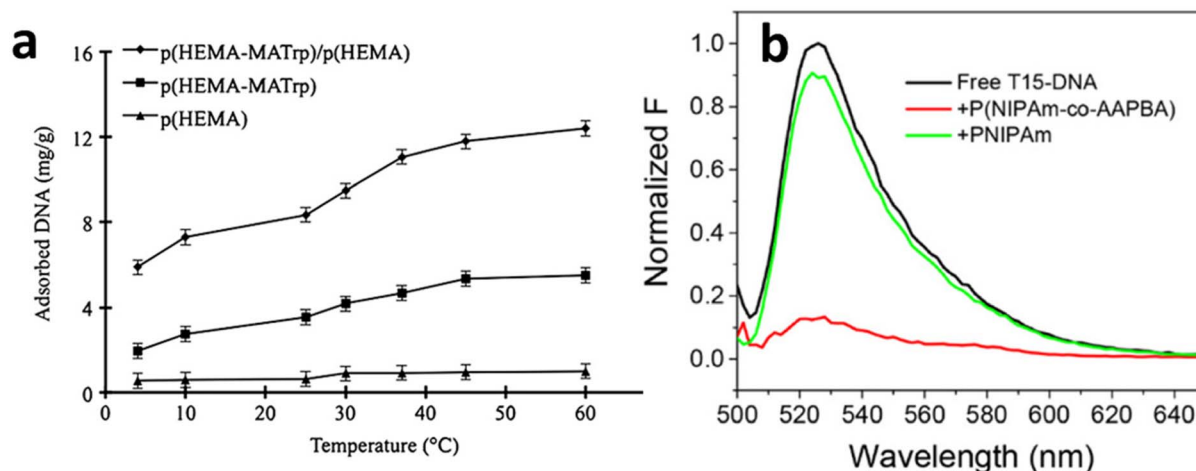 a
p(HEMA-MATrp)/p(HEMA)
p(HEMA-MATrp)
p(HEMA)
16
12
8
4
0
Adsorbed DNA (mg/g)
0 10 20 30 40 50 60
Temperature (°C)
b
Free T15-DNA
+P(NIPAm-co-AAPBA)
+PNIPAm
1.0
0.8
0.6
0.4
0.2
0.0
Normalized F
500 520 540 560 580 600 620 640
Wavelength (nm)